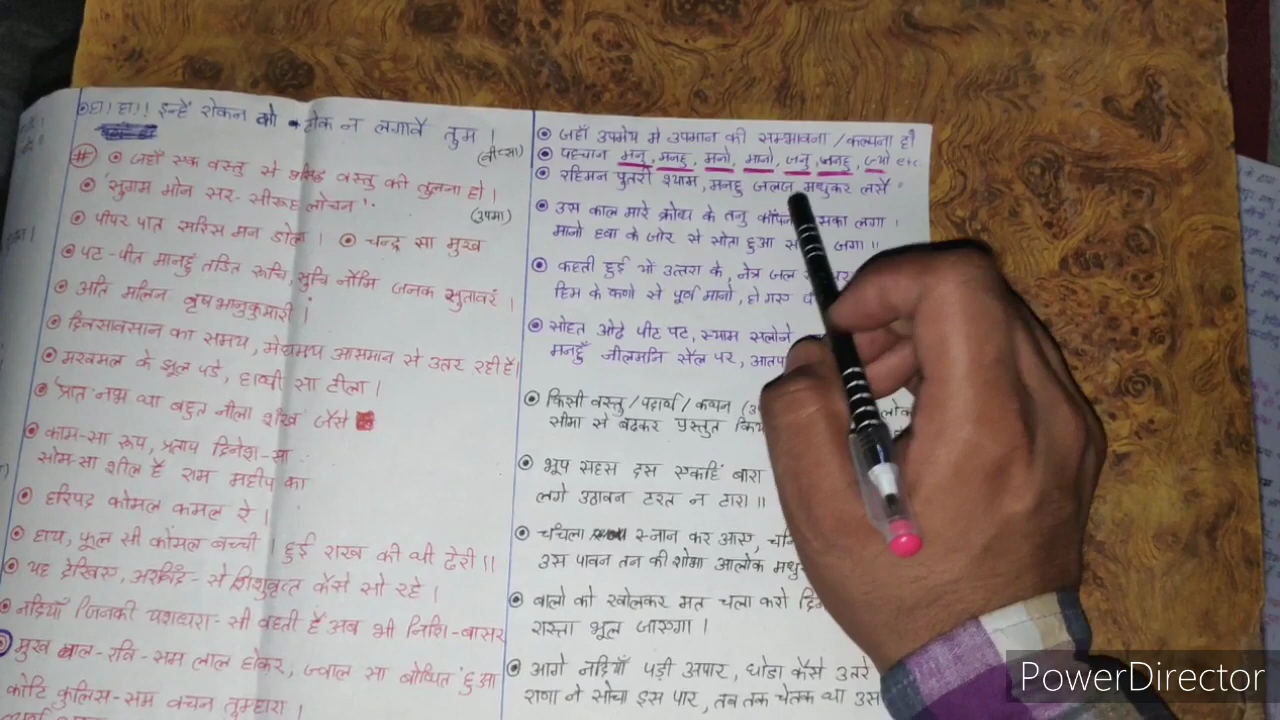 हा! हा!! इन्हें रोकन को टोक न लगावै तुम।
(वीप्सा)
# जहाँ एक वस्तु से प्रसिद्ध वस्तु की तुलना हो।
'सुगम मोन सर- सीरूह लोचन'।
(उपमा)
पीपर पात सरिस मन डोला। चन्द्र सा मुख
पट-पीत मानहुं तडित रूचि, सुचि नौमि जनक सुतावरं।
अति मलिन वृषभानुकुमारी।
दिवसावसान का समय, मेघमय आसमान से उतर रही है।
मखमल के झूल पडे, हाथी सा टीला।
प्रात नभ था बहुत नीला शंख जैसे
काम-सा रूप, प्रताप दिनेश-सा
सोम-सा शील है राम महीप का
हरिपद कोमल कमल से।
हाय, फूल सी कोमल बच्ची। हुई राख की थी ढेरी॥
यह देखिए, अरविंद- से शिशुवृन्त कैसे सो रहे।
नदियाँ जिनकी यशधारा-सी बहती है अब भी निशि-बासर
मुख बाल-रवि-सम लाल होकर, ज्वाल सा बोधित हुआ
कोटि कुलिस-सम वचन तुम्हारा।
जहाँ उपमेय मे उपमान की सम्भावना /कल्पना हो
पहचान मनु, मनहु, मनो, मानो, जनु, जनहु, ज्यो etc.
रहिमन पुतरी श्याम, मनहु जलज मधुकर लसै
उस काल मारे क्रोध के तनु काँपने सका लगा।
मानो हवा के जोर से सोता हुआ जगा॥
कहती हुई यों उत्तरा के, नेत्र जल
हिम के कणो से पूर्ण मानो, हो गए
सोहत ओढे पीट पट, स्याम सलोने
मनहुँ नीलमनि सैल पर, आतप
किसी वस्तु/पदार्थ/कथन लोक
सीमा से बढकर प्रस्तुत
भूप सहस दस एकहिं बारा
लगे उठावन टरत न टारा॥
चंचला स्नान कर आए,
उस पावन तन की शोभा आलोक मधु
बालो को खोलकर मत चला करो दिन
रास्ता भूल जाएगा।
आगे नदियाँ पड़ी अपार, घोडा कैसे उतरे
राणा ने सोचा इस पार, तब तक चेतक था उस
PowerDirector